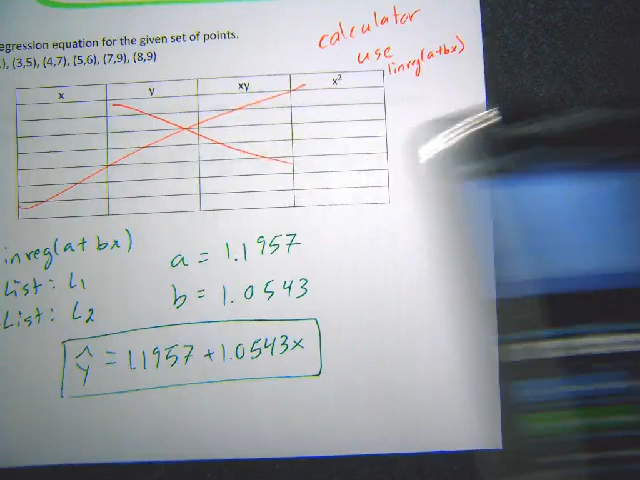 egression equation for the given set of points.
), (3,5), (4,7), (5,6), (7,9), (8,9)
calculator
use
linreg(a+bx)
x y xy x²
inreg(a+bx)
List: L1
List: L2
a = 1.1957
b = 1.0543
ŷ = 1.1957 + 1.0543x